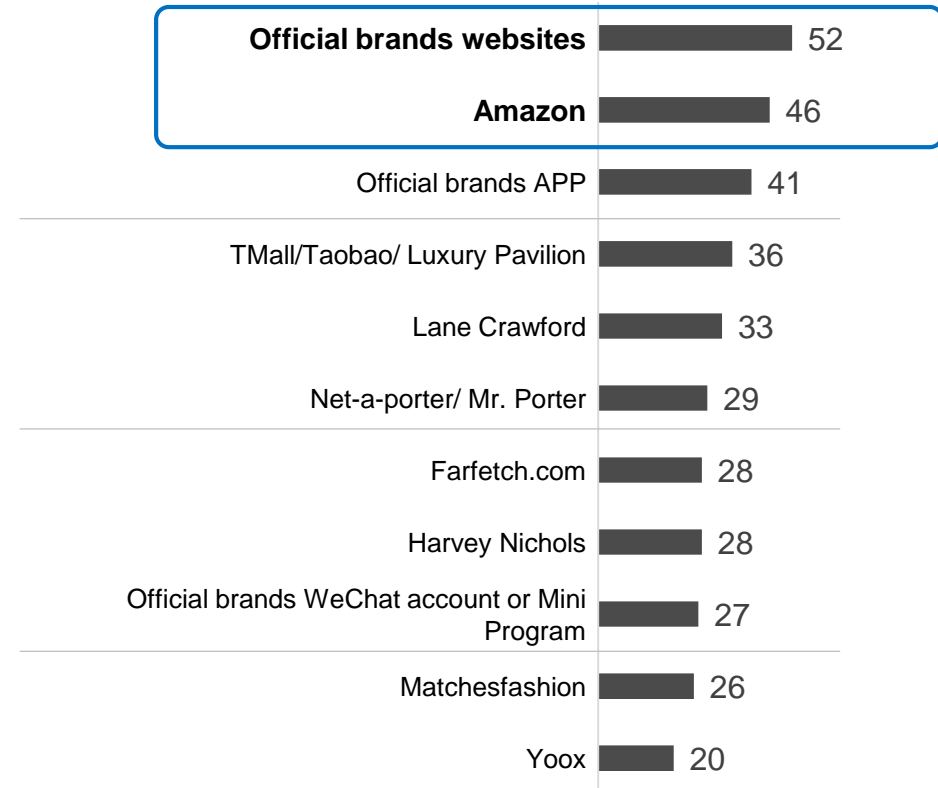 Official brands websites 52
Amazon 46
Official brands APP 41
TMall/Taobao/ Luxury Pavilion 36
Lane Crawford 33
Net-a-porter/ Mr. Porter 29
Farfetch.com 28
Harvey Nichols 28
Official brands WeChat account or Mini
Program 27
Matchesfashion 26
Yoox 20